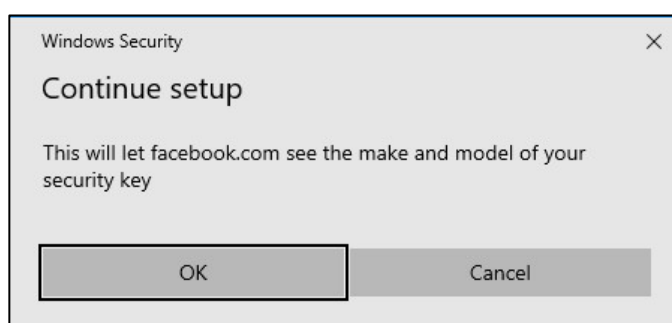 Windows Security
Continue setup
This will let facebook.com see the make and model of your
security key
OK
Cancel